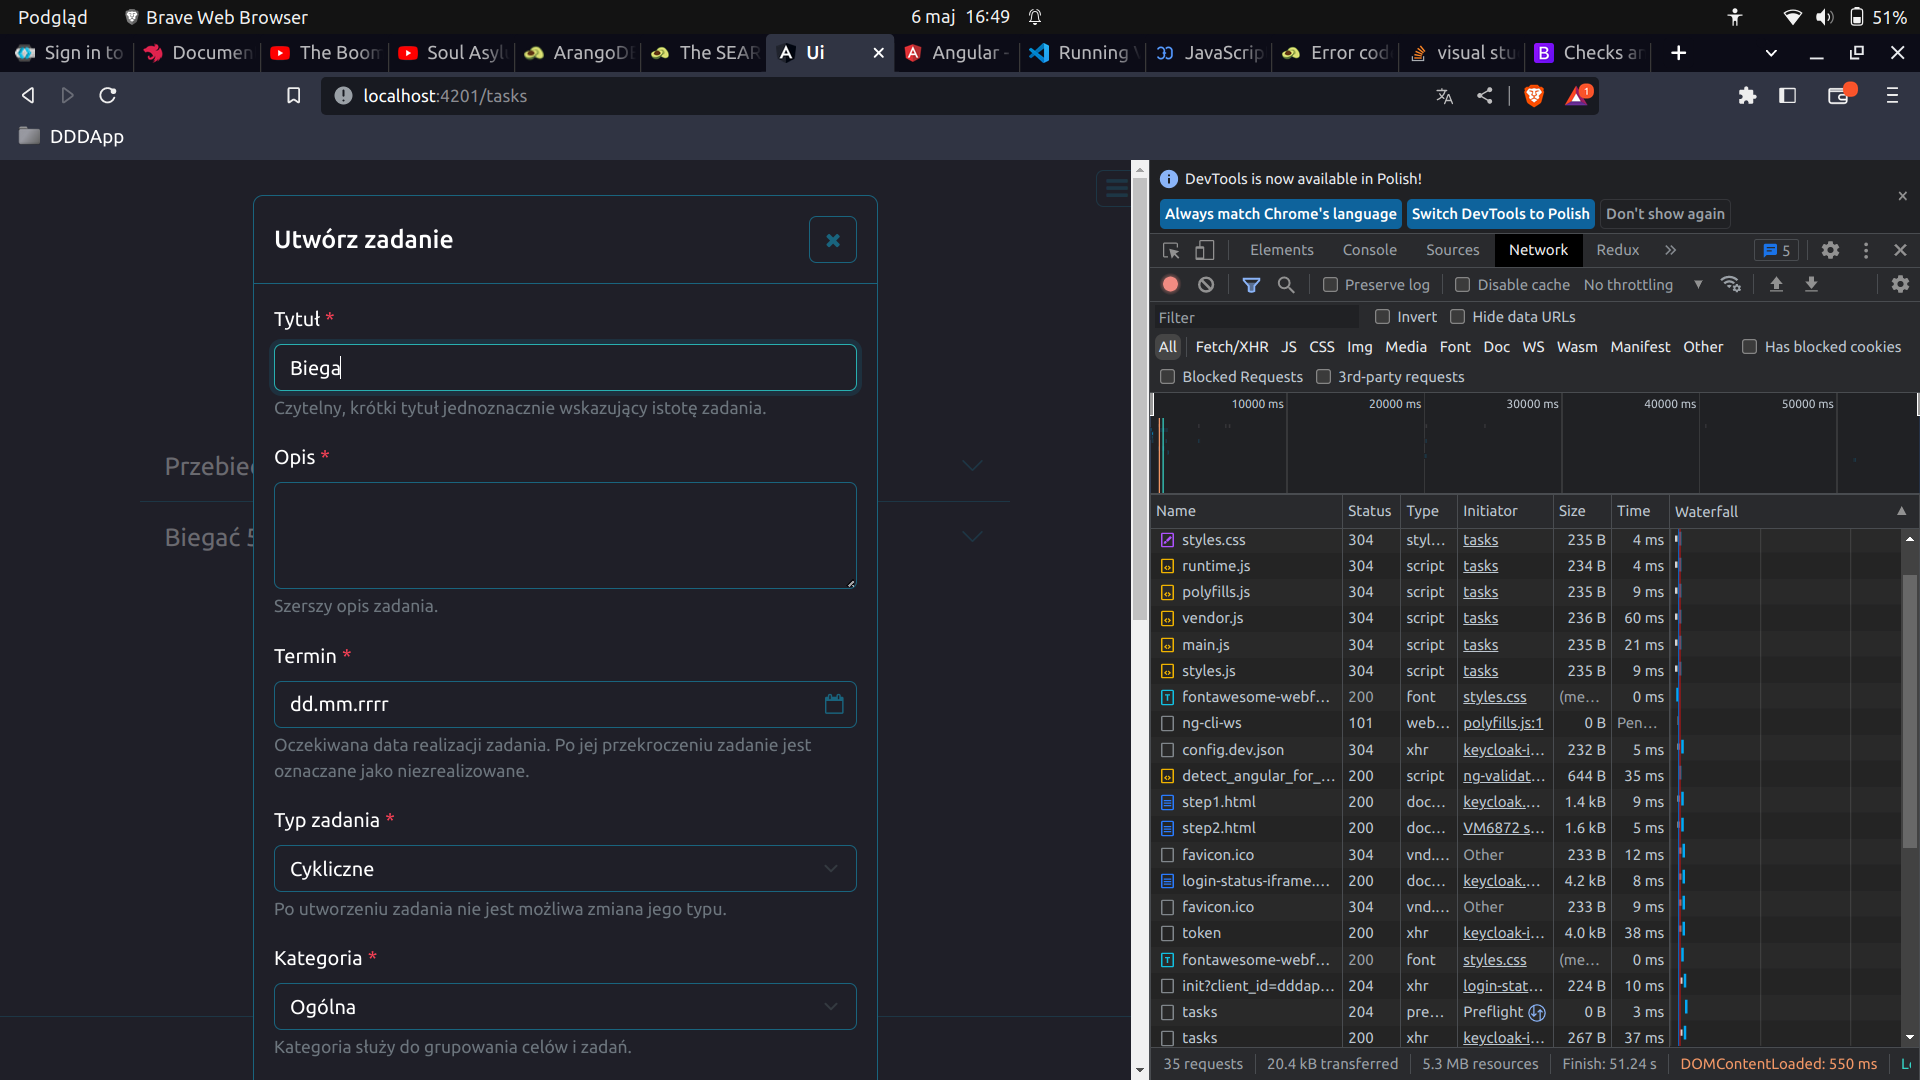 Podgląd
Brave Web Browser
6 maj 16:49
51%
Sign in to
Documen
The Boom
Soul Asyl
ArangoDB
The SEAR
Ui
Angular -
Running V
JavaScrip
Error cod
visual stu
Checks an
localhost:4201/tasks
1
DDDApp
Utwórz zadanie
Tytuł *
Biega
Czytelny, krótki tytuł jednoznacznie wskazujący istotę zadania.
Przebiec
Opis *
Biegać 5
Szerszy opis zadania.
Termin *
dd.mm.rrrr
Oczekiwana data realizacji zadania. Po jej przekroczeniu zadanie jest
oznaczane jako niezrealizowane.
Typ zadania *
Cykliczne
Po utworzeniu zadania nie jest możliwa zmiana jego typu.
Kategoria *
Ogólna
Kategoria służy do grupowania celów i zadań.
DevTools is now available in Polish!
Always match Chrome's language
Switch DevTools to Polish
Don't show again
Elements
Console
Sources
Network
Redux
5
Preserve log
Disable cache
No throttling
Filter
Invert
Hide data URLs
All
Fetch/XHR
JS
CSS
Img
Media
Font
Doc
WS
Wasm
Manifest
Other
Has blocked cookies
Blocked Requests
3rd-party requests
10000 ms
20000 ms
30000 ms
40000 ms
50000 ms
Name Status Type Initiator Size Time Waterfall
styles.css 304 styl... tasks 235 B 4 ms
runtime.js 304 script tasks 234 B 4 ms
polyfills.js 304 script tasks 235 B 9 ms
vendor.js 304 script tasks 236 B 60 ms
main.js 304 script tasks 235 B 21 ms
styles.js 304 script tasks 235 B 9 ms
fontawesome-webf... 200 font styles.css (me... 0 ms
ng-cli-ws 101 web... polyfills.js:1 0 B Pen...
config.dev.json 304 xhr keycloak-i... 232 B 5 ms
detect_angular_for_... 200 script ng-validat... 644 B 35 ms
step1.html 200 doc... keycloak.... 1.4 kB 9 ms
step2.html 200 doc... VM6872 s... 1.6 kB 5 ms
favicon.ico 304 vnd.... Other 233 B 12 ms
login-status-iframe.... 200 doc... keycloak.... 4.2 kB 8 ms
favicon.ico 304 vnd.... Other 233 B 9 ms
token 200 xhr keycloak-i... 4.0 kB 38 ms
fontawesome-webf... 200 font styles.css (me... 0 ms
init?client_id=dddap... 204 xhr login-stat... 224 B 10 ms
tasks 204 pre... Preflight 0 B 3 ms
tasks 200 xhr keycloak-i... 267 B 37 ms
35 requests
20.4 kB transferred
5.3 MB resources
Finish: 51.24 s
DOMContentLoaded: 550 ms